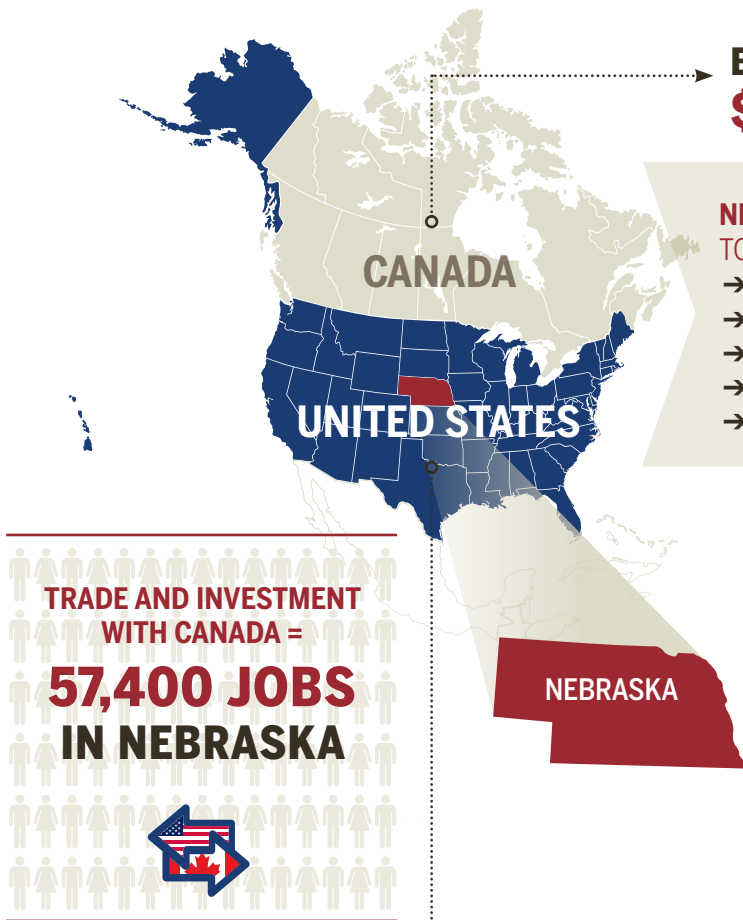 $
CANADA
UNITED STATES
TRADE AND INVESTMENT
WITH CANADA =
57,400 JOBS
IN NEBRASKA
NEBRASKA